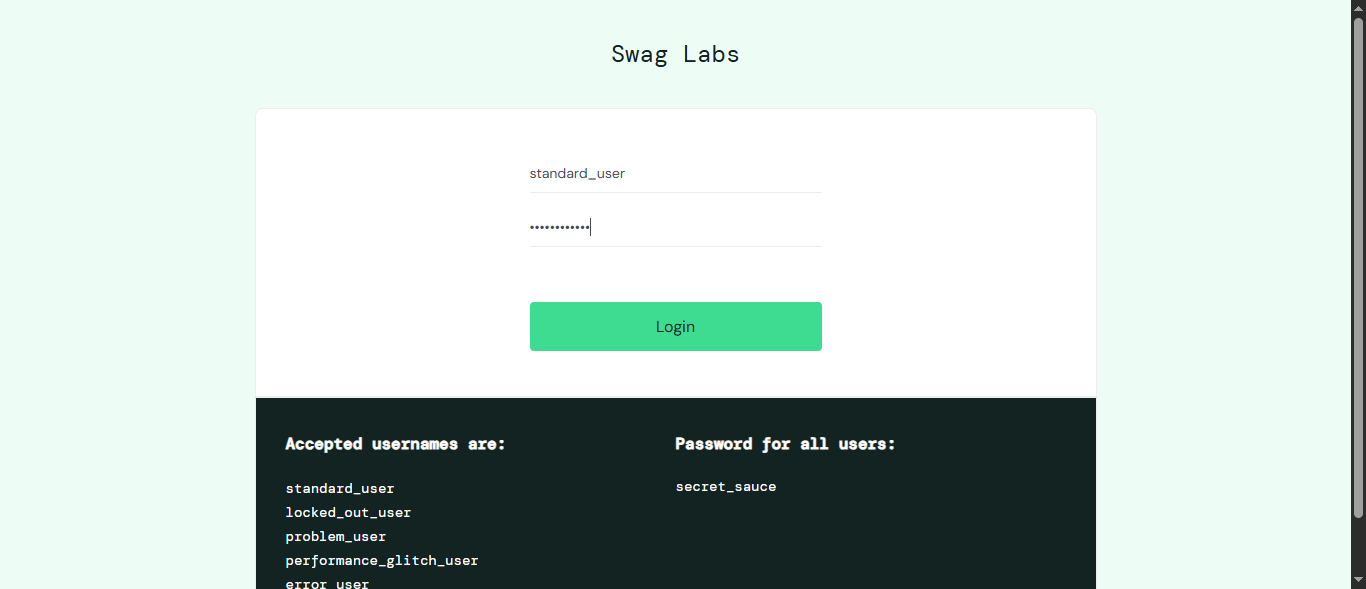 Swag Labs
standard_user
••••••••••••
Login
Accepted usernames are:
standard_user
locked_out_user
problem_user
performance_glitch_user
error_user
Password for all users:
secret_sauce